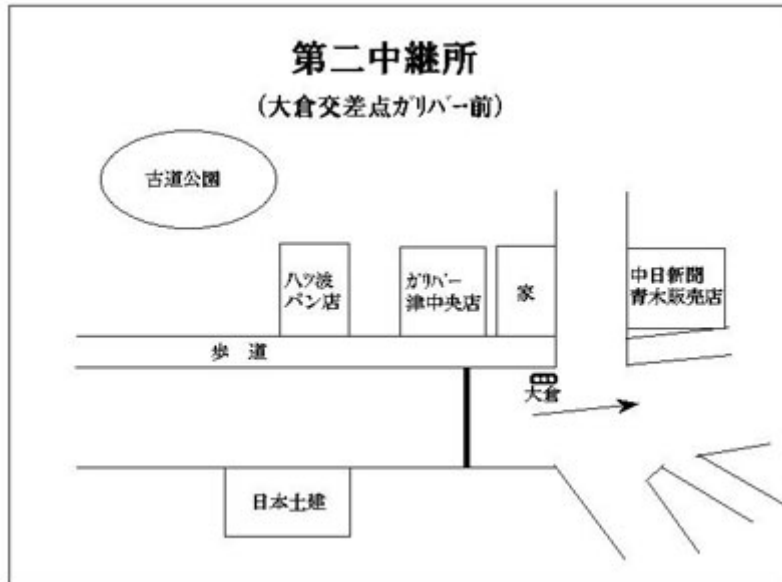 第二中継所
(大倉交差点ガリバー前)
古道公園
八ツ波
パン店
ガリバー
津中央店
家
中日新聞
青木販売店
歩 道
大倉
日本土建